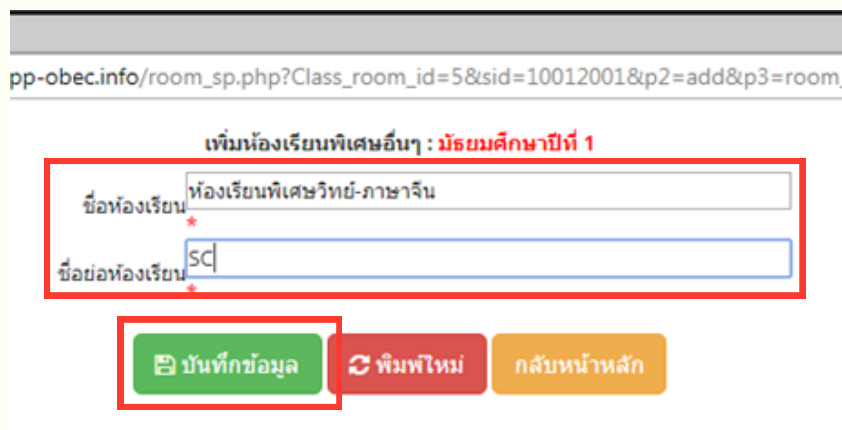 pp-obec.info/room_sp.php?Class_room_id=5&sid=10012001&p2=add&p3=room_
เพิ่มห้องเรียนพิเศษอื่นๆ : มัธยมศึกษาปีที่ 1
ชื่อห้องเรียน ห้องเรียนพิเศษวิทย์-ภาษาจีน
*
ชื่อย่อห้องเรียน SC
*
บันทึกข้อมูล พิมพ์ใหม่ กลับหน้าหลัก